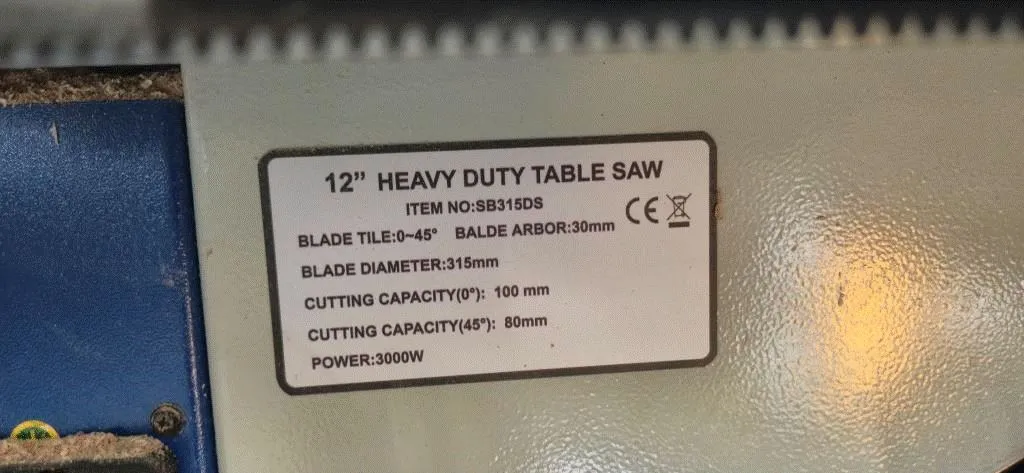 12” HEAVY DUTY TABLE SAW
ITEM NO:SB315DS
CE
BLADE TILE:0~45° BALDE ARBOR:30mm
BLADE DIAMETER:315mm
CUTTING CAPACITY(0°): 100 mm
CUTTING CAPACITY(45°): 80mm
POWER:3000W